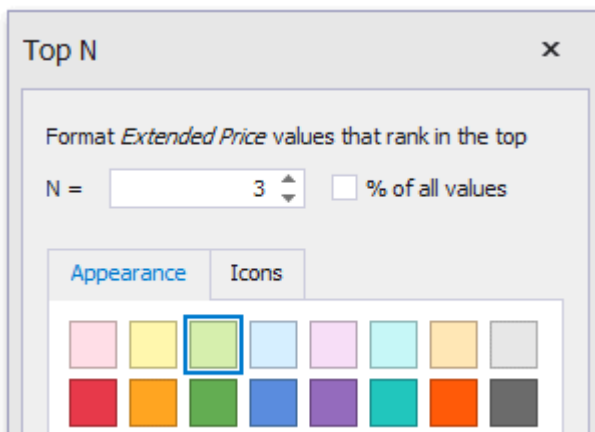 Top N
Format Extended Price values that rank in the top
N = 3 % of all values
Appearance Icons